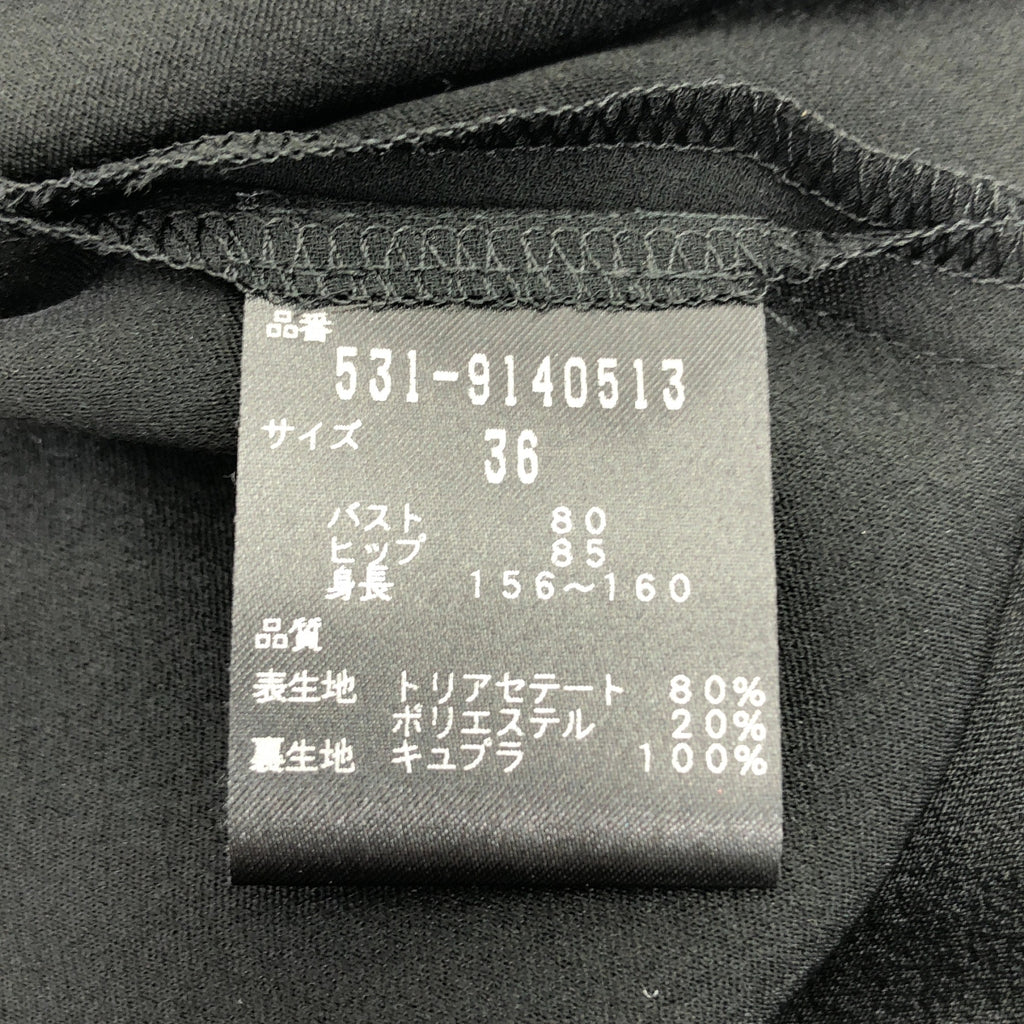 品番
531-9140513
サイズ 36
バスト 80
ヒップ 85
身長 156～160
品質
表生地 トリアセテート 80%
ポリエステル 20%
裏生地 キュプラ 100%